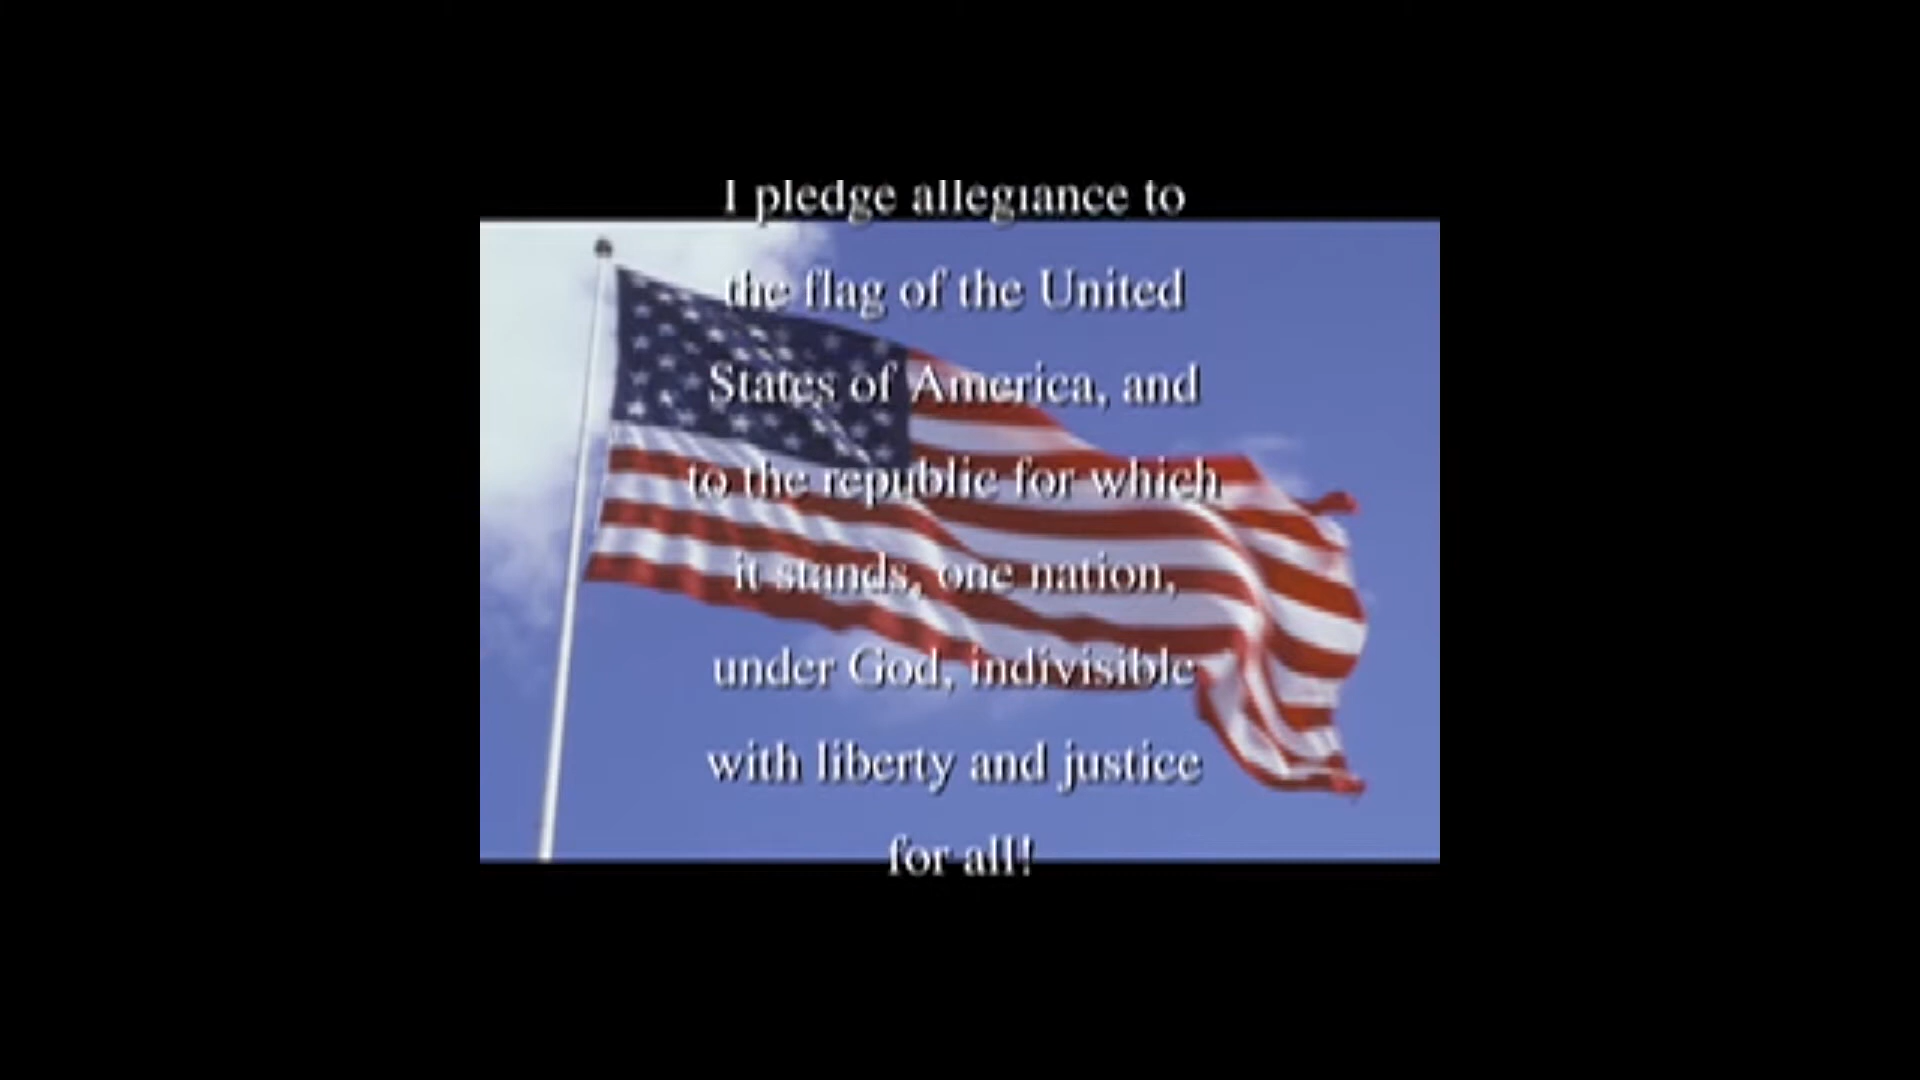 I pledge allegiance to
the flag of the United
States of America, and
to the republic for which
it stands, one nation,
under God, indivisible
with liberty and justice
for all!